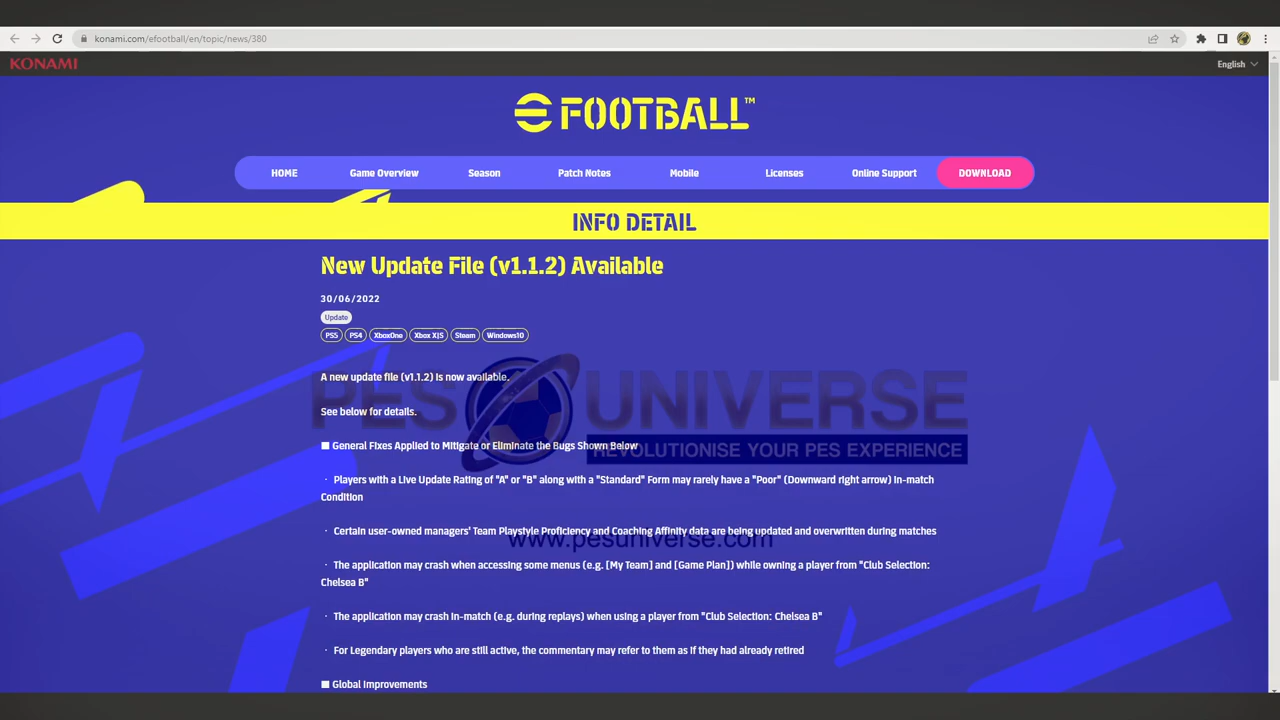 konami.com/efootball/en/topic/news/380
KONAMI
English
FOOTBALL™
HOME
Game Overview
Season
Patch Notes
Mobile
Licenses
Online Support
DOWNLOAD
INFO DETAIL
New Update File (v1.1.2) Available
30/06/2022
Update
PS5 PS4 XboxOne Xbox X|S Steam Windows10
A new update file (v1.1.2) is now available.
PES UNIVERSE
See below for details.
■ General Fixes Applied to Mitigate or Eliminate the Bugs Shown Below
REVOLUTIONISE YOUR PES EXPERIENCE
· Players with a Live Update Rating of "A" or "B" along with a "Standard" Form may rarely have a "Poor" (Downward right arrow) in-match
Condition
· Certain user-owned managers' Team Playstyle Proficiency and Coaching Affinity data are being updated and overwritten during matches
www.pesuniverse.com
· The application may crash when accessing some menus (e.g. [My Team] and [Game Plan]) while owning a player from "Club Selection:
Chelsea B"
· The application may crash in-match (e.g. during replays) when using a player from "Club Selection: Chelsea B"
· For Legendary players who are still active, the commentary may refer to them as if they had already retired
■ Global Improvements